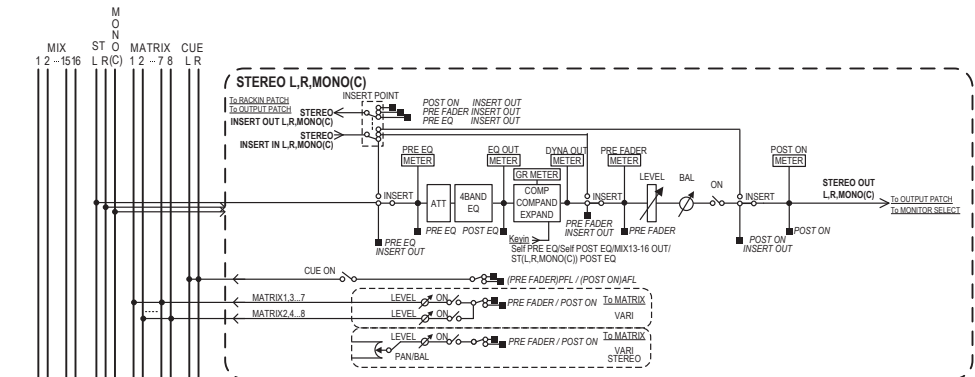 M
O
N
O
MIX ST MATRIX CUE
1 2 ··· 15 16 L R (C) 1 2 ··· 7 8 L R
STEREO L,R,MONO(C)
INSERT POINT
To RACKIN PATCH
To OUTPUT PATCH
STEREO
INSERT OUT L,R,MONO(C)
POST ON INSERT OUT
PRE FADER INSERT OUT
PRE EQ INSERT OUT
STEREO
INSERT IN L,R,MONO(C)
PRE EQ
METER
EQ OUT
METER
DYNA OUT
METER
PRE FADER
METER
POST ON
METER
GR METER
LEVEL
BAL
ON
INSERT
ATT
4BAND
EQ
COMP
COMPAND
EXPAND
INSERT
INSERT
STEREO OUT
L,R,MONO(C)
To OUTPUT PATCH
To MONITOR SELECT
PRE EQ
POST EQ
PRE FADER
INSERT OUT
PRE FADER
POST ON
PRE EQ
INSERT OUT
POST ON
INSERT OUT
Keyin
Self PRE EQ/Self POST EQ/MIX13-16 OUT/
ST(L,R,MONO(C)) POST EQ
CUE ON
(PRE FADER)PFL / (POST ON)AFL
MATRIX1,3...7
LEVEL ON
PRE FADER / POST ON
To MATRIX
MATRIX2,4...8
LEVEL ON
VARI
LEVEL ON
PRE FADER / POST ON
To MATRIX
PAN/BAL
VARI
STEREO